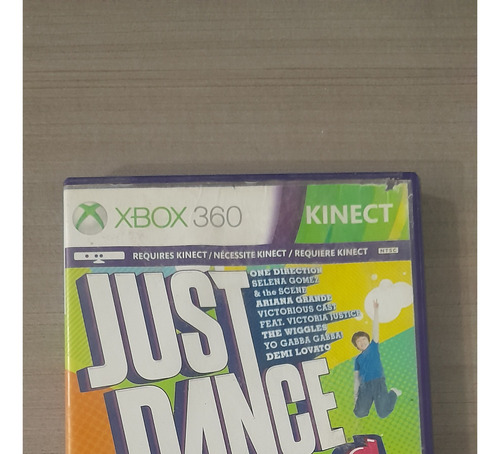 XBOX 360
KINECT
REQUIRES KINECT / NÉCESSITE KINECT / REQUIERE KINECT
NTSC
JUST
DANCE
ONE DIRECTION
SELENA GOMEZ
& the SCENE
ARIANA GRANDE
VICTORIOUS CAST
FEAT. VICTORIA JUSTICE
THE WIGGLES
YO GABBA GABBA
DEMI LOVATO